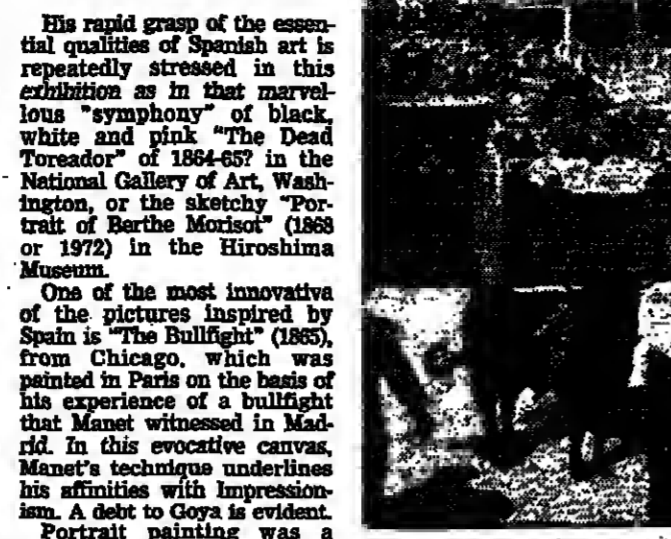 His rapid grasp of the essen-
tial qualities of Spanish art is
repeatedly stressed in this
exhibition as in that marvel-
lous "symphony" of black,
white and pink "The Dead
Toreador" of 1864-65? in the
National Gallery of Art, Wash-
ington, or the sketchy "Por-
trait of Berthe Morisot" (1868
or 1972) in the Hiroshima
Museum.
One of the most innovativa
of the pictures inspired by
Spain is "The Bullfight" (1865),
from Chicago, which was
painted in Paris on the basis of
his experience of a bullfight
that Manet witnessed in Mad-
rid. In this evocative canvas,
Manet's technique underlines
his affinities with Impression-
ism. A debt to Goya is evident.
Portrait painting was a